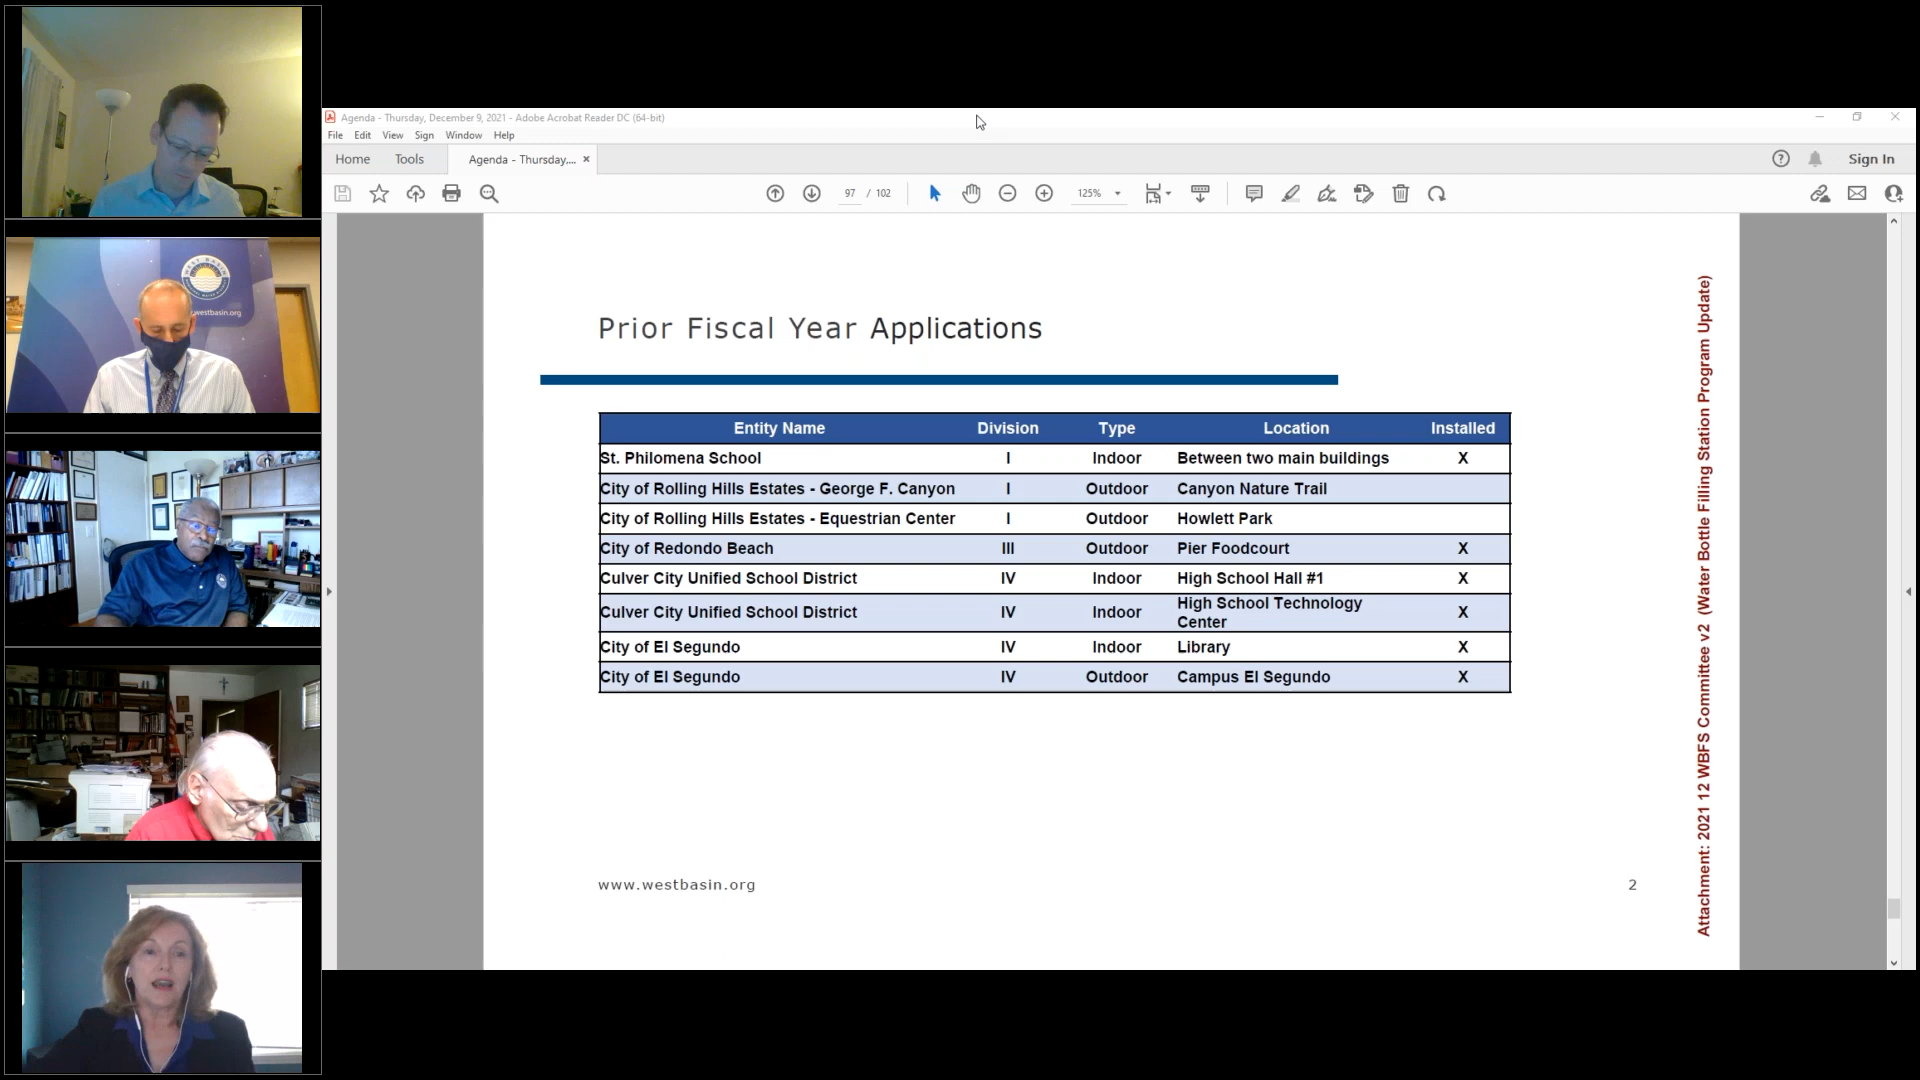 WEST BASIN
westbasin.org
Agenda - Thursday, December 9, 2021 - Adobe Acrobat Reader DC (64-bit)
File Edit View Sign Window Help
Home Tools Agenda - Thursday,... ×
Sign In
97 / 102 125%
Prior Fiscal Year Applications
Entity Name Division Type Location Installed
St. Philomena School I Indoor Between two main buildings X
City of Rolling Hills Estates - George F. Canyon I Outdoor Canyon Nature Trail
City of Rolling Hills Estates - Equestrian Center I Outdoor Howlett Park
City of Redondo Beach III Outdoor Pier Foodcourt X
Culver City Unified School District IV Indoor High School Hall #1 X
Culver City Unified School District IV Indoor High School Technology
Center X
City of El Segundo IV Indoor Library X
City of El Segundo IV Outdoor Campus El Segundo X
www.westbasin.org
2
Attachment: 2021 12 WBFS Committee v2 (Water Bottle Filling Station Program Update)